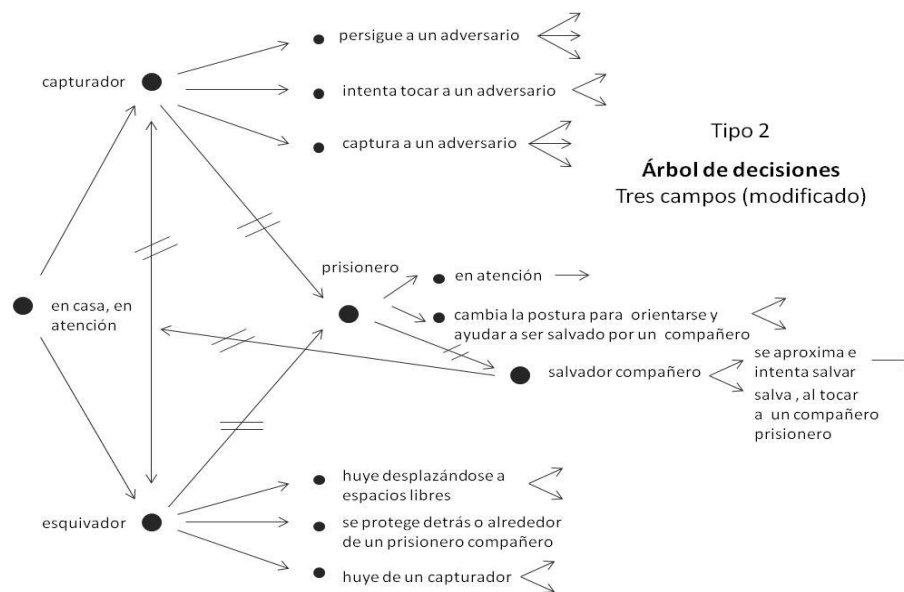 persigue a un adversario
capturador
intenta tocar a un adversario
captura a un adversario
Tipo 2
Árbol de decisiones
Tres campos (modificado)
prisionero
en atención
en casa, en
atención
cambia la postura para orientarse y
ayudar a ser salvado por un compañero
salvador compañero
se aproxima e
intenta salvar
salva , al tocar
a un compañero
prisionero
huye desplazándose a
espacios libres
esquivador
se protege detrás o alrededor
de un prisionero compañero
huye de un capturador